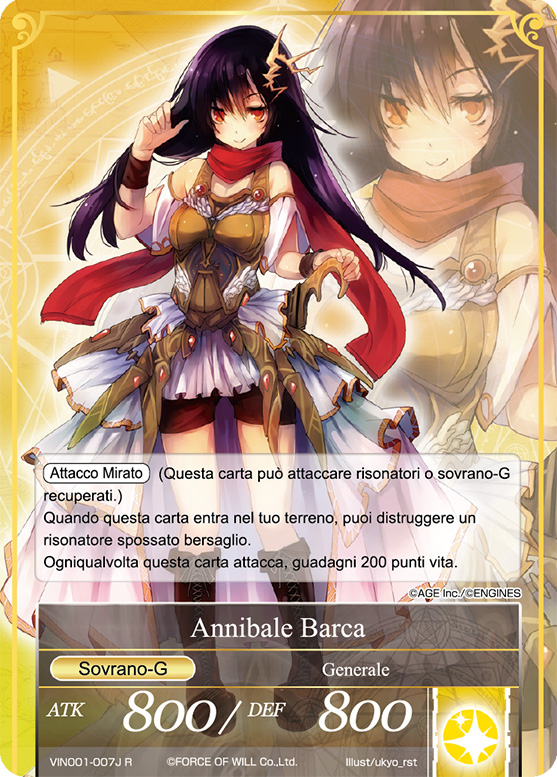 Attacco Mirato (Questa carta può attaccare risonatori o sovrano-G
recuperati.)
Quando questa carta entra nel tuo terreno, puoi distruggere un
risonatore spossato bersaglio.
Ogniqualvolta questa carta attacca, guadagni 200 punti vita.
©AGE Inc./©ENGINES
Annibale Barca
Sovrano-G Generale
ATK 800/ DEF 800
VIN001-007J R ©FORCE OF WILL Co.,Ltd. Illust/ukyo_rst